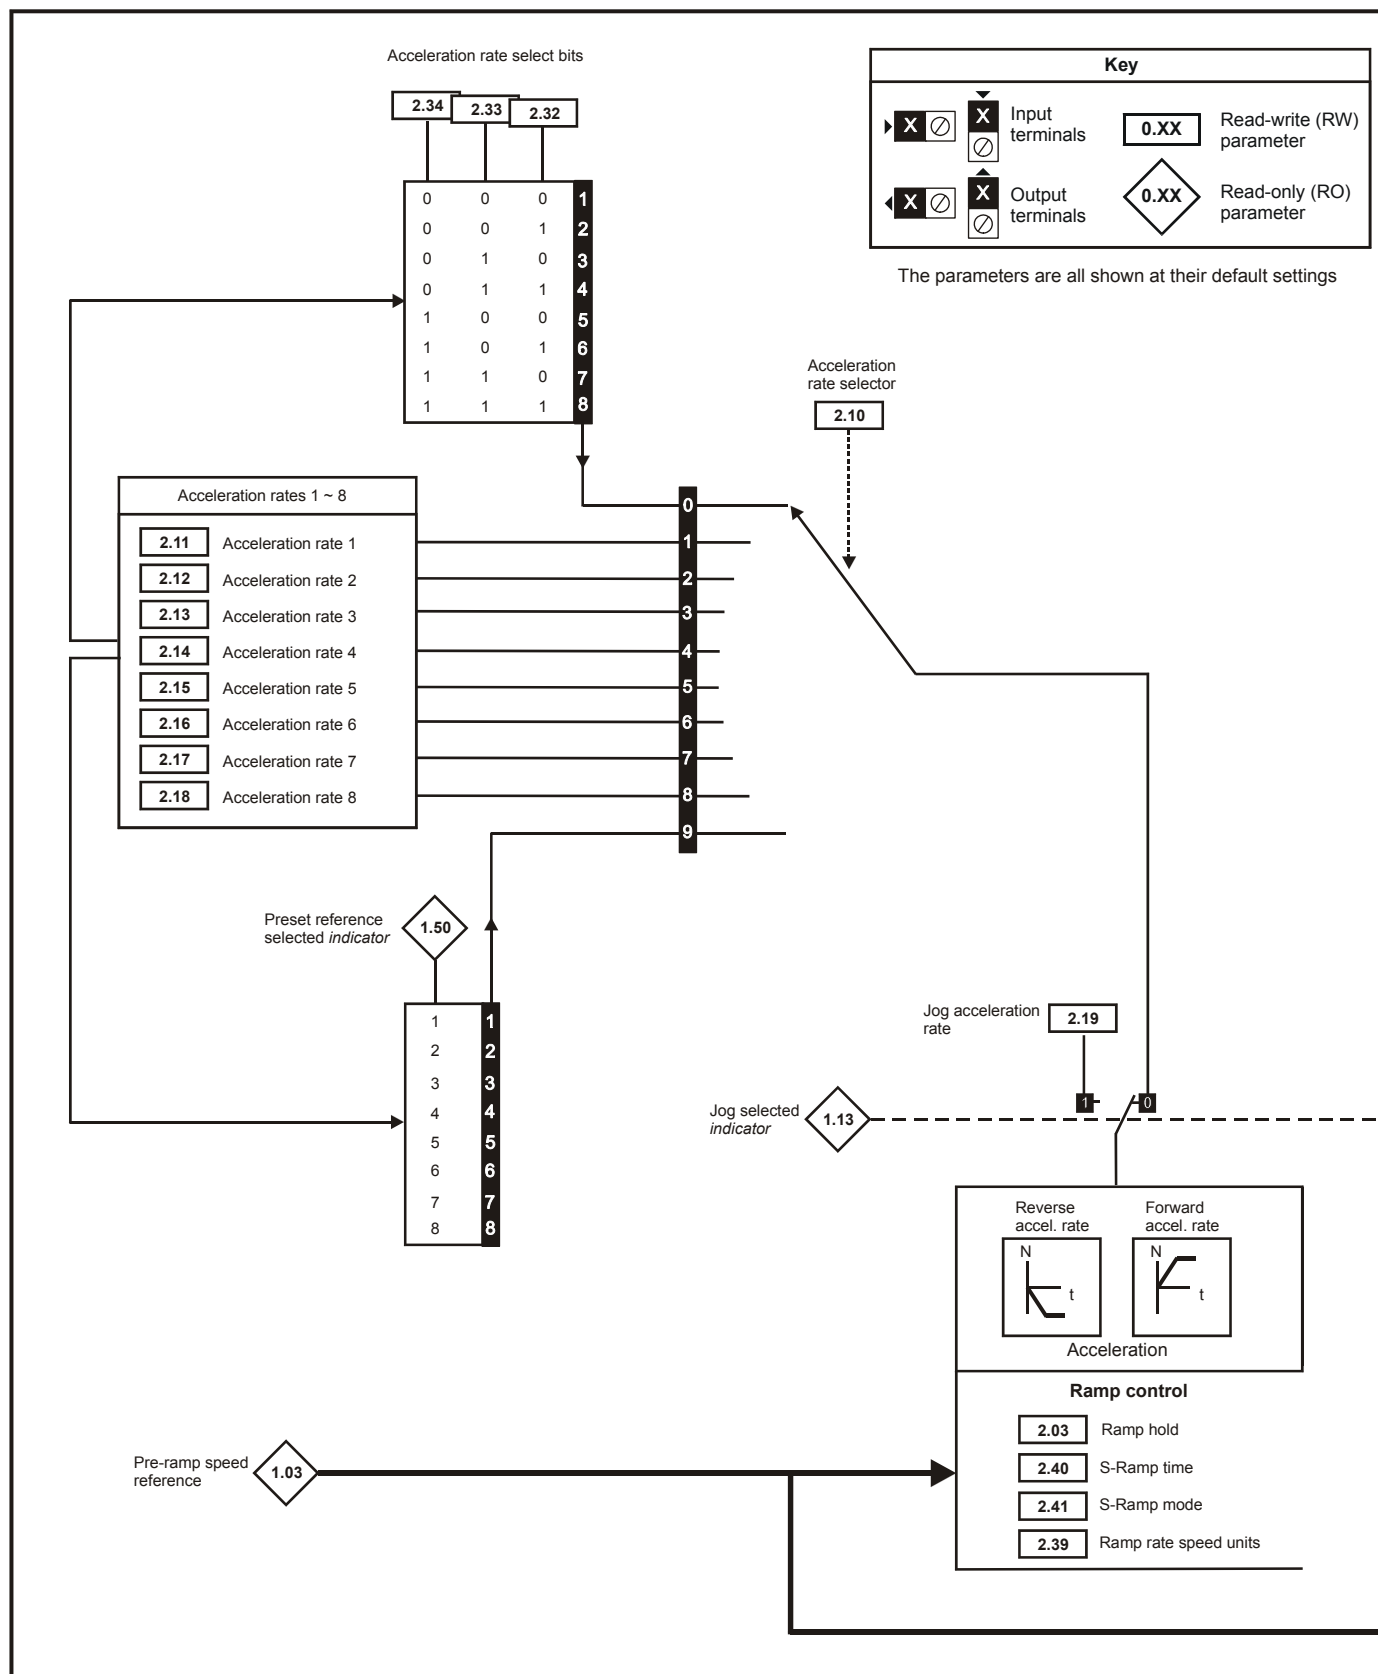 Acceleration rate select bits
2.34 2.33 2.32
0 0 0 1
0 0 1 2
0 1 0 3
0 1 1 4
1 0 0 5
1 0 1 6
1 1 0 7
1 1 1 8
Key
X X Input terminals
X X Output terminals
0.XX Read-write (RW) parameter
0.XX Read-only (RO) parameter
The parameters are all shown at their default settings
Acceleration
rate selector
2.10
Acceleration rates 1 ~ 8
2.11 Acceleration rate 1
2.12 Acceleration rate 2
2.13 Acceleration rate 3
2.14 Acceleration rate 4
2.15 Acceleration rate 5
2.16 Acceleration rate 6
2.17 Acceleration rate 7
2.18 Acceleration rate 8
0
1
2
3
4
5
6
7
8
9
Preset reference
selected indicator
1.50
1 1
2 2
3 3
4 4
5 5
6 6
7 7
8 8
Jog acceleration
rate
2.19
1 0
Jog selected
indicator
1.13
Reverse
accel. rate
N
t
Forward
accel. rate
N
t
Acceleration
Ramp control
2.03 Ramp hold
2.40 S-Ramp time
2.41 S-Ramp mode
2.39 Ramp rate speed units
Pre-ramp speed
reference
1.03